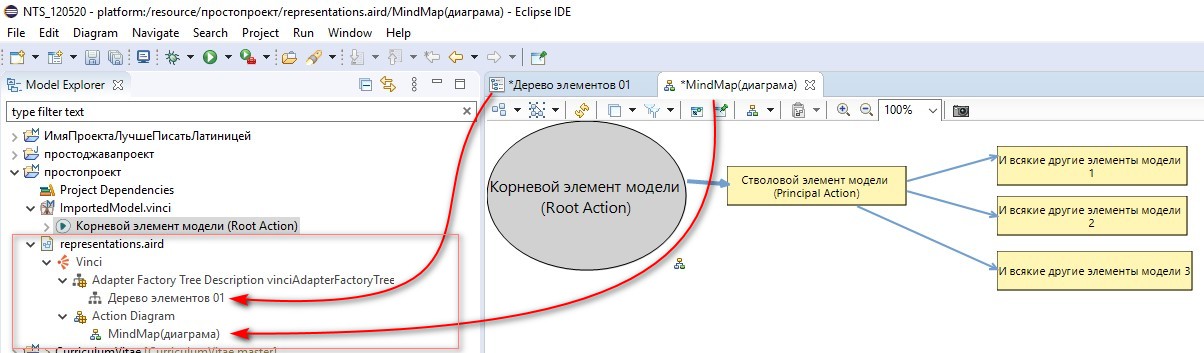 NTS_120520 - platform:/resource/простопроект/representations.aird/MindMap(диаграма) - Eclipse IDE
File Edit Diagram Navigate Search Project Run Window Help
Model Explorer
type filter text
ИмяПроектаЛучшеПисатьЛатиницей
простоджавапроект
простопроект
Project Dependencies
ImportedModel.vinci
Корневой элемент модели (Root Action)
representations.aird
Vinci
Adapter Factory Tree Description vinciAdapterFactoryTree
Дерево элементов 01
Action Diagram
MindMap(диаграма)
CurriculumVitae [CurriculumVitae master]
*Дерево элементов 01
*MindMap(диаграма)
100%
Корневой элемент модели
(Root Action)
Стволовой элемент модели
(Principal Action)
И всякие другие элементы модели
1
И всякие другие элементы модели
2
И всякие другие элементы модели 3